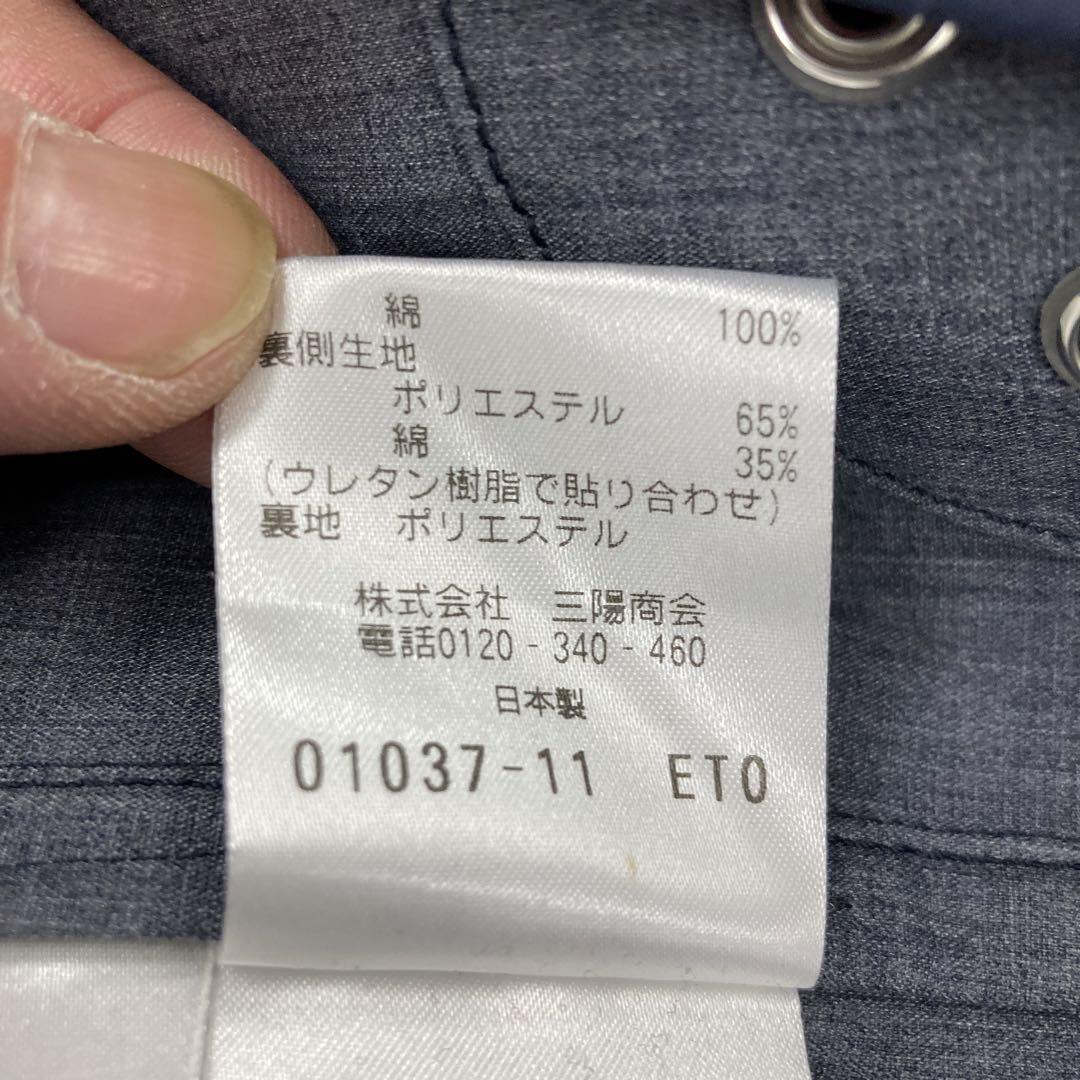 綿 100%
裏側生地
ポリエステル 65%
綿 35%
(ウレタン樹脂で貼り合わせ)
裏地 ポリエステル
株式会社 三陽商会
電話0120-340-460
日本製
01037-11 ETO